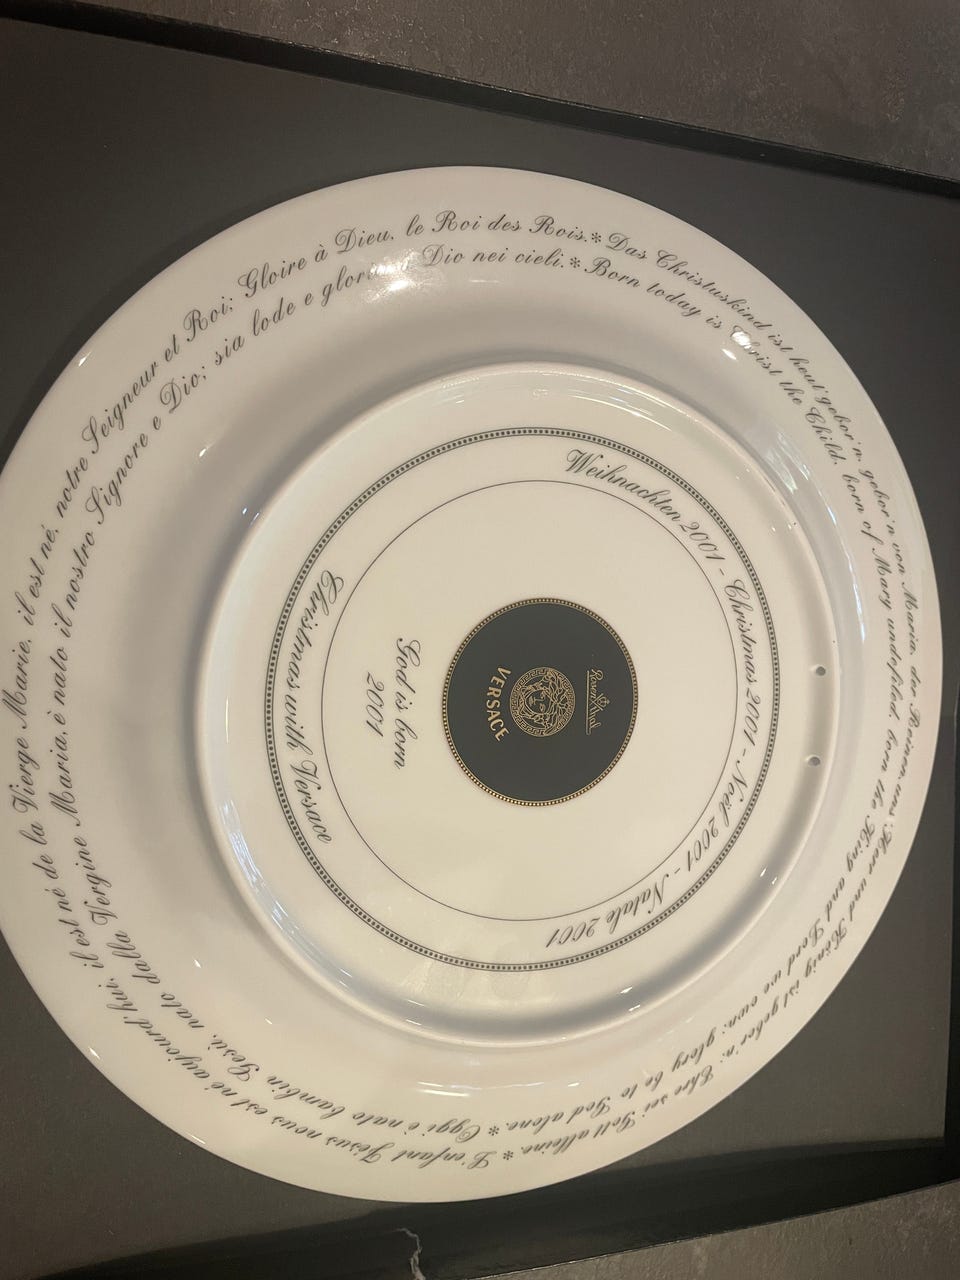 Das Christuskind ist heut' gebor'n, gebor'n von Maria, der Reinen, uns' Herr und König ist gebor'n; Ehre sei Gott alleine.*
L'enfant Jésus nous est né aujourd'hui, il est né de la Vierge Marie, il est né, notre Seigneur et Roi; Gloire à Dieu, le Roi des Rois.*
Born today is Christ the Child, born of Mary undefiled, born the King and Lord we own; glory be to God alone.*
Oggi è nato bambin Gesù, nato dalla Vergine Maria, è nato il nostro Signore e Dio; sia lode e gloria Dio nei cieli.*
Weihnachten 2001 - Christmas 2001 - Noël 2001 - Natale 2001
Rosenthal
VERSACE
God is born
2001
Christmas with Versace